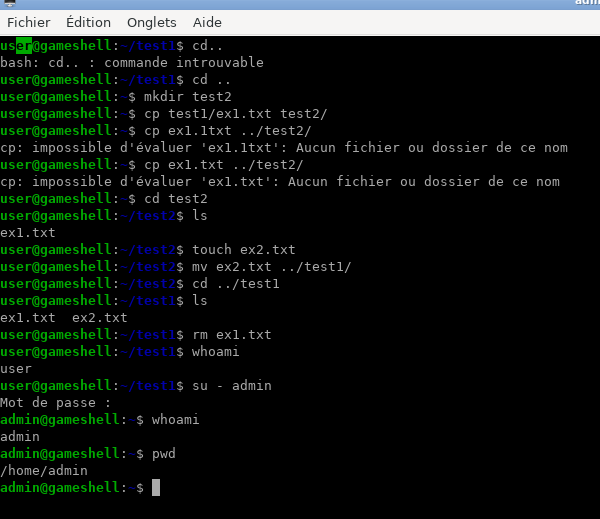 adm
Fichier Édition Onglets Aide
user@gameshell:~/test1$ cd..
bash: cd.. : commande introuvable
user@gameshell:~/test1$ cd ..
user@gameshell:~$ mkdir test2
user@gameshell:~$ cp test1/ex1.txt test2/
user@gameshell:~$ cp ex1.1txt ../test2/
cp: impossible d'évaluer 'ex1.1txt': Aucun fichier ou dossier de ce nom
user@gameshell:~$ cp ex1.txt ../test2/
cp: impossible d'évaluer 'ex1.txt': Aucun fichier ou dossier de ce nom
user@gameshell:~$ cd test2
user@gameshell:~/test2$ ls
ex1.txt
user@gameshell:~/test2$ touch ex2.txt
user@gameshell:~/test2$ mv ex2.txt ../test1/
user@gameshell:~/test2$ cd ../test1
user@gameshell:~/test1$ ls
ex1.txt  ex2.txt
user@gameshell:~/test1$ rm ex1.txt
user@gameshell:~/test1$ whoami
user
user@gameshell:~/test1$ su - admin
Mot de passe :
admin@gameshell:~$ whoami
admin
admin@gameshell:~$ pwd
/home/admin
admin@gameshell:~$